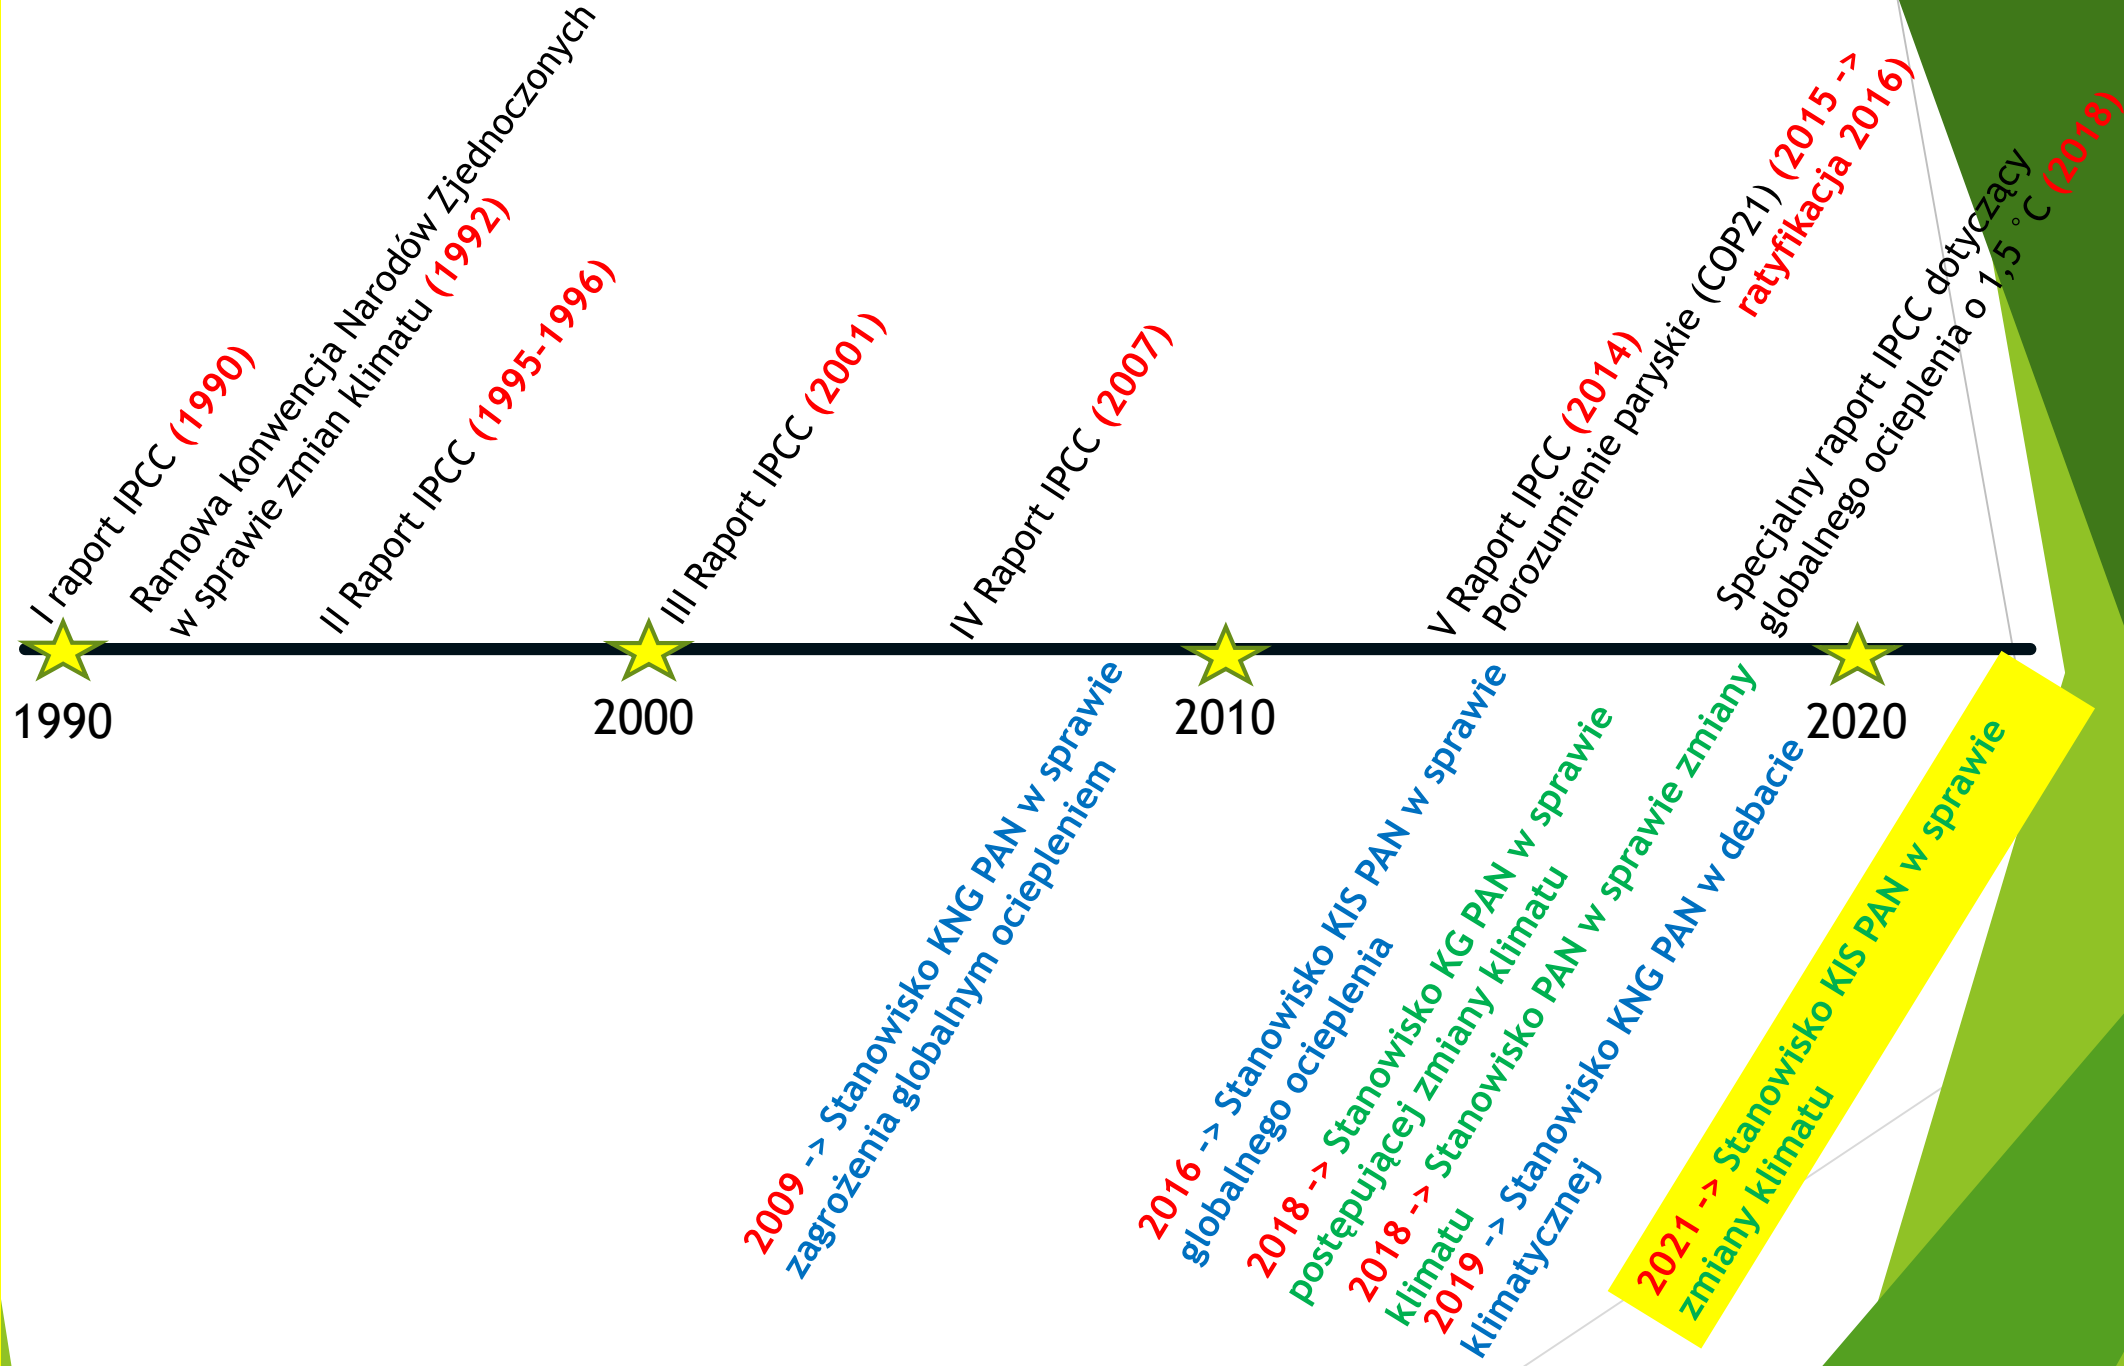 I raport IPCC (1990)
Ramowa konwencja Narodów Zjednoczonych
w sprawie zmian klimatu (1992)
II Raport IPCC (1995-1996)
III Raport IPCC (2001)
IV Raport IPCC (2007)
V Raport IPCC (2014)
Porozumienie paryskie (COP21) (2015 ->
ratyfikacja 2016)
Specjalny raport IPCC dotyczący
globalnego ocieplenia o 1,5 °C (2018)
1990
2000
2010
2020
2009 -> Stanowisko KNG PAN w sprawie
zagrożenia globalnym ociepleniem
2016 -> Stanowisko KIS PAN w sprawie
globalnego ocieplenia
2018 -> Stanowisko KG PAN w sprawie
postępującej zmiany klimatu
2018 -> Stanowisko PAN w sprawie zmiany
klimatu
2019 -> Stanowisko KNG PAN w debacie
klimatycznej
2021 -> Stanowisko KIS PAN w sprawie
zmiany klimatu